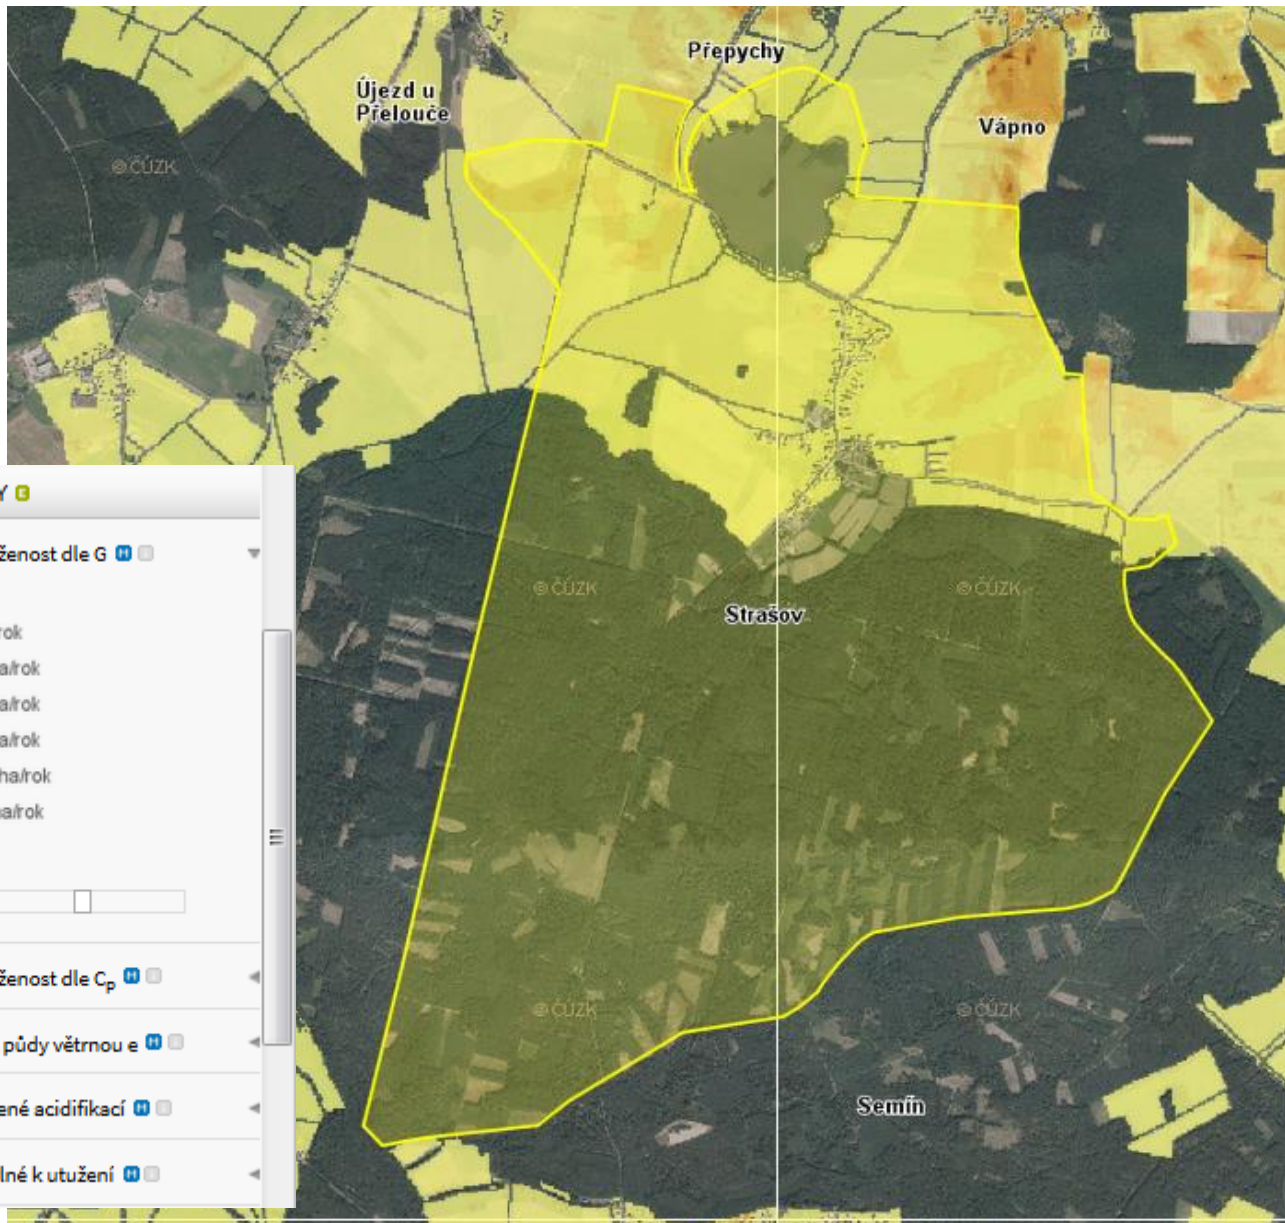 Přepychy
Újezd u
Přelouče
Vápno
© ČÚZK
Y E
ženost dle G H
rok
a/rok
a/rok
a/rok
ha/rok
na/rok
ženost dle Cp H
půdy větrnou e H
ené acidifikací H
lné k utužení H
© ČÚZK
© ČÚZK
Strašov
© ČÚZK
© ČÚZK
Semín